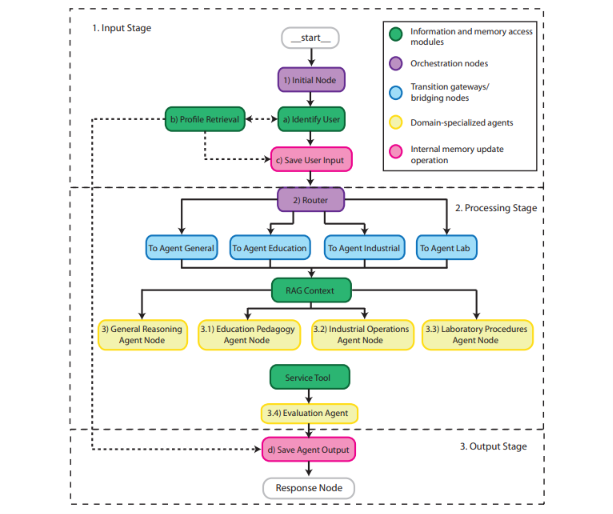 1. Input Stage
__start__
1) Initial Node
b) Profile Retrieval
a) Identify User
c) Save User Input
Information and memory access
modules
Orchestration nodes
Transition gateways/
bridging nodes
Domain-specialized agents
Internal memory update
operation
2) Router
2. Processing Stage
To Agent General
To Agent Education
To Agent Industrial
To Agent Lab
RAG Context
3) General Reasoning
Agent Node
3.1) Education Pedagogy
Agent Node
3.2) Industrial Operations
Agent Node
3.3) Laboratory Procedures
Agent Node
Service Tool
3.4) Evaluation Agent
3. Output Stage
d) Save Agent Output
Response Node